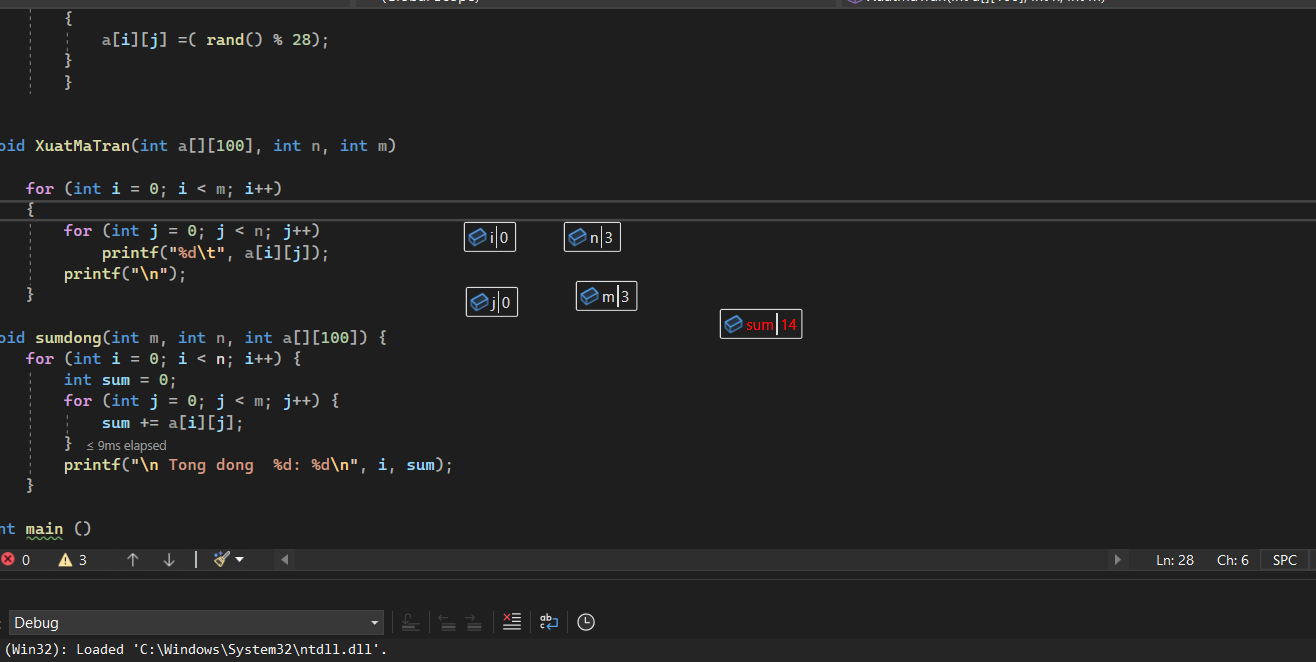 {
a[i][j] =( rand() % 28);
}
}
oid XuatMaTran(int a[][100], int n, int m)
for (int i = 0; i < m; i++)
{
for (int j = 0; j < n; j++)
i 0
n 3
printf("%d\t", a[i][j]);
printf("\n");
}
j 0
m 3
sum 14
oid sumdong(int m, int n, int a[][100]) {
for (int i = 0; i < n; i++) {
int sum = 0;
for (int j = 0; j < m; j++) {
sum += a[i][j];
} ≤ 9ms elapsed
printf("\n Tong dong  %d: %d\n", i, sum);
}
nt main ()
0 3 Ln: 28 Ch: 6 SPC
Debug
(Win32): Loaded 'C:\Windows\System32\ntdll.dll'.